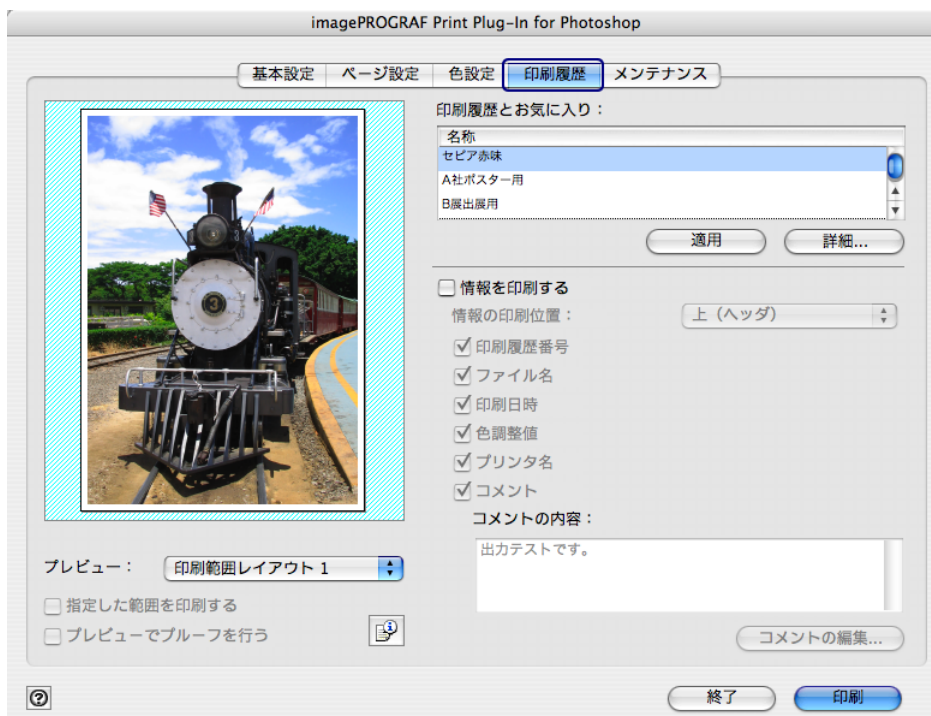 imagePROGRAF Print Plug-In for Photoshop
基本設定 ページ設定 色設定 印刷履歴 メンテナンス
印刷履歴とお気に入り：
名称
セピア赤味
A社ポスター用
B展出展用
適用 詳細...
情報を印刷する
情報の印刷位置： 上（ヘッダ）
印刷履歴番号
ファイル名
印刷日時
色調整値
プリンタ名
コメント
コメントの内容：
出力テストです。
コメントの編集...
3
プレビュー： 印刷範囲レイアウト 1
指定した範囲を印刷する
プレビューでプルーフを行う
?
終了 印刷